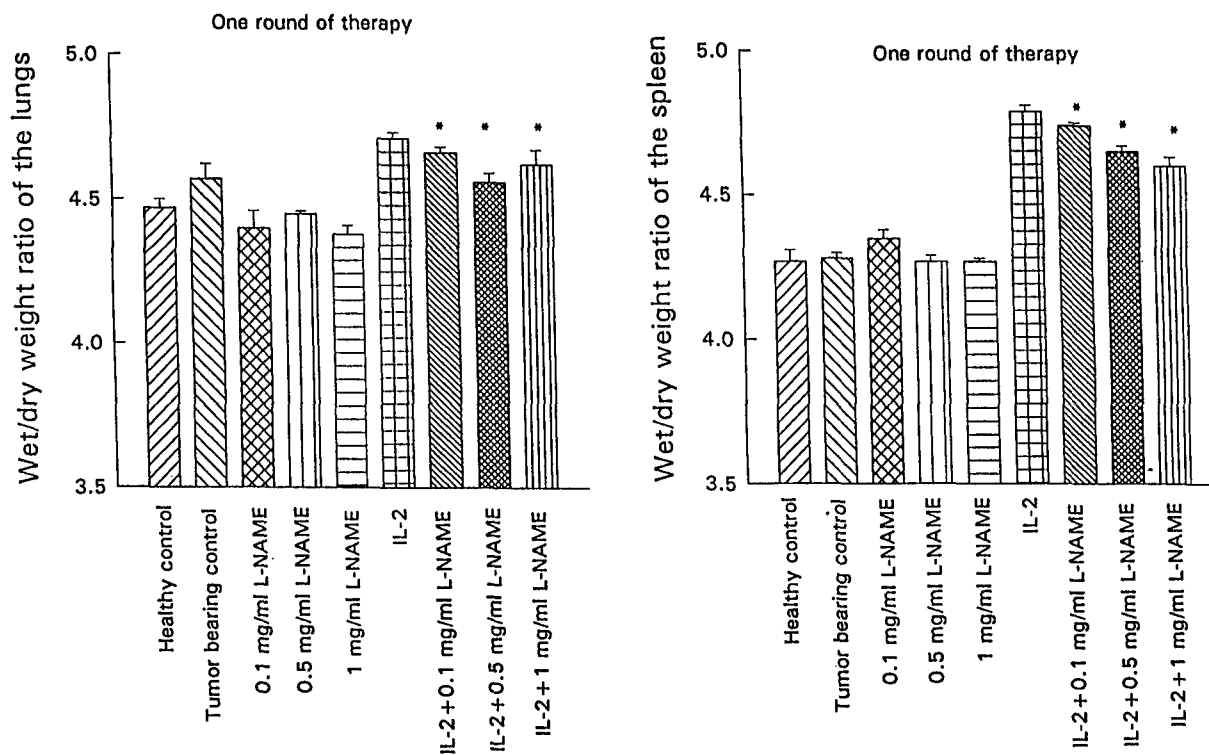 One round of therapy
Wet/dry weight ratio of the lungs
5.0
4.5
4.0
3.5
Healthy control
Tumor bearing control
0.1 mg/ml L-NAME
0.5 mg/ml L-NAME
1 mg/ml L-NAME
IL-2
IL-2+0.1 mg/ml L-NAME
IL-2+0.5 mg/ml L-NAME
IL-2+1 mg/ml L-NAME
* * *
One round of therapy
Wet/dry weight ratio of the spleen
5.0
4.5
4.0
3.5
Healthy control
Tumor bearing control
0.1 mg/ml L-NAME
0.5 mg/ml L-NAME
1 mg/ml L-NAME
IL-2
IL-2+0.1 mg/ml L-NAME
IL-2+0.5 mg/ml L-NAME
IL-2+1 mg/ml L-NAME
* * *